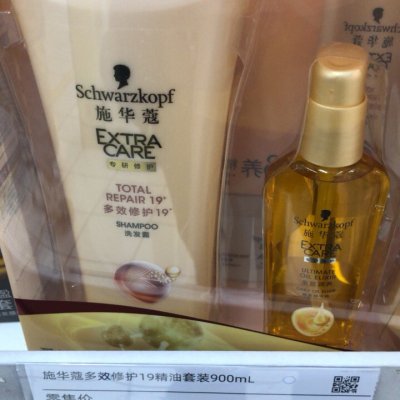 Schwarzkopf
施华蔻
EXTRA
CARE
专研修护
TOTAL
REPAIR 19+
多效修护19+
SHAMPOO
洗发露
Schwarzkopf
施华蔻
EXTRA
CARE
ULTIMATE
OIL ELIXIR
施华蔻多效修护19精油套装900mL
零售价